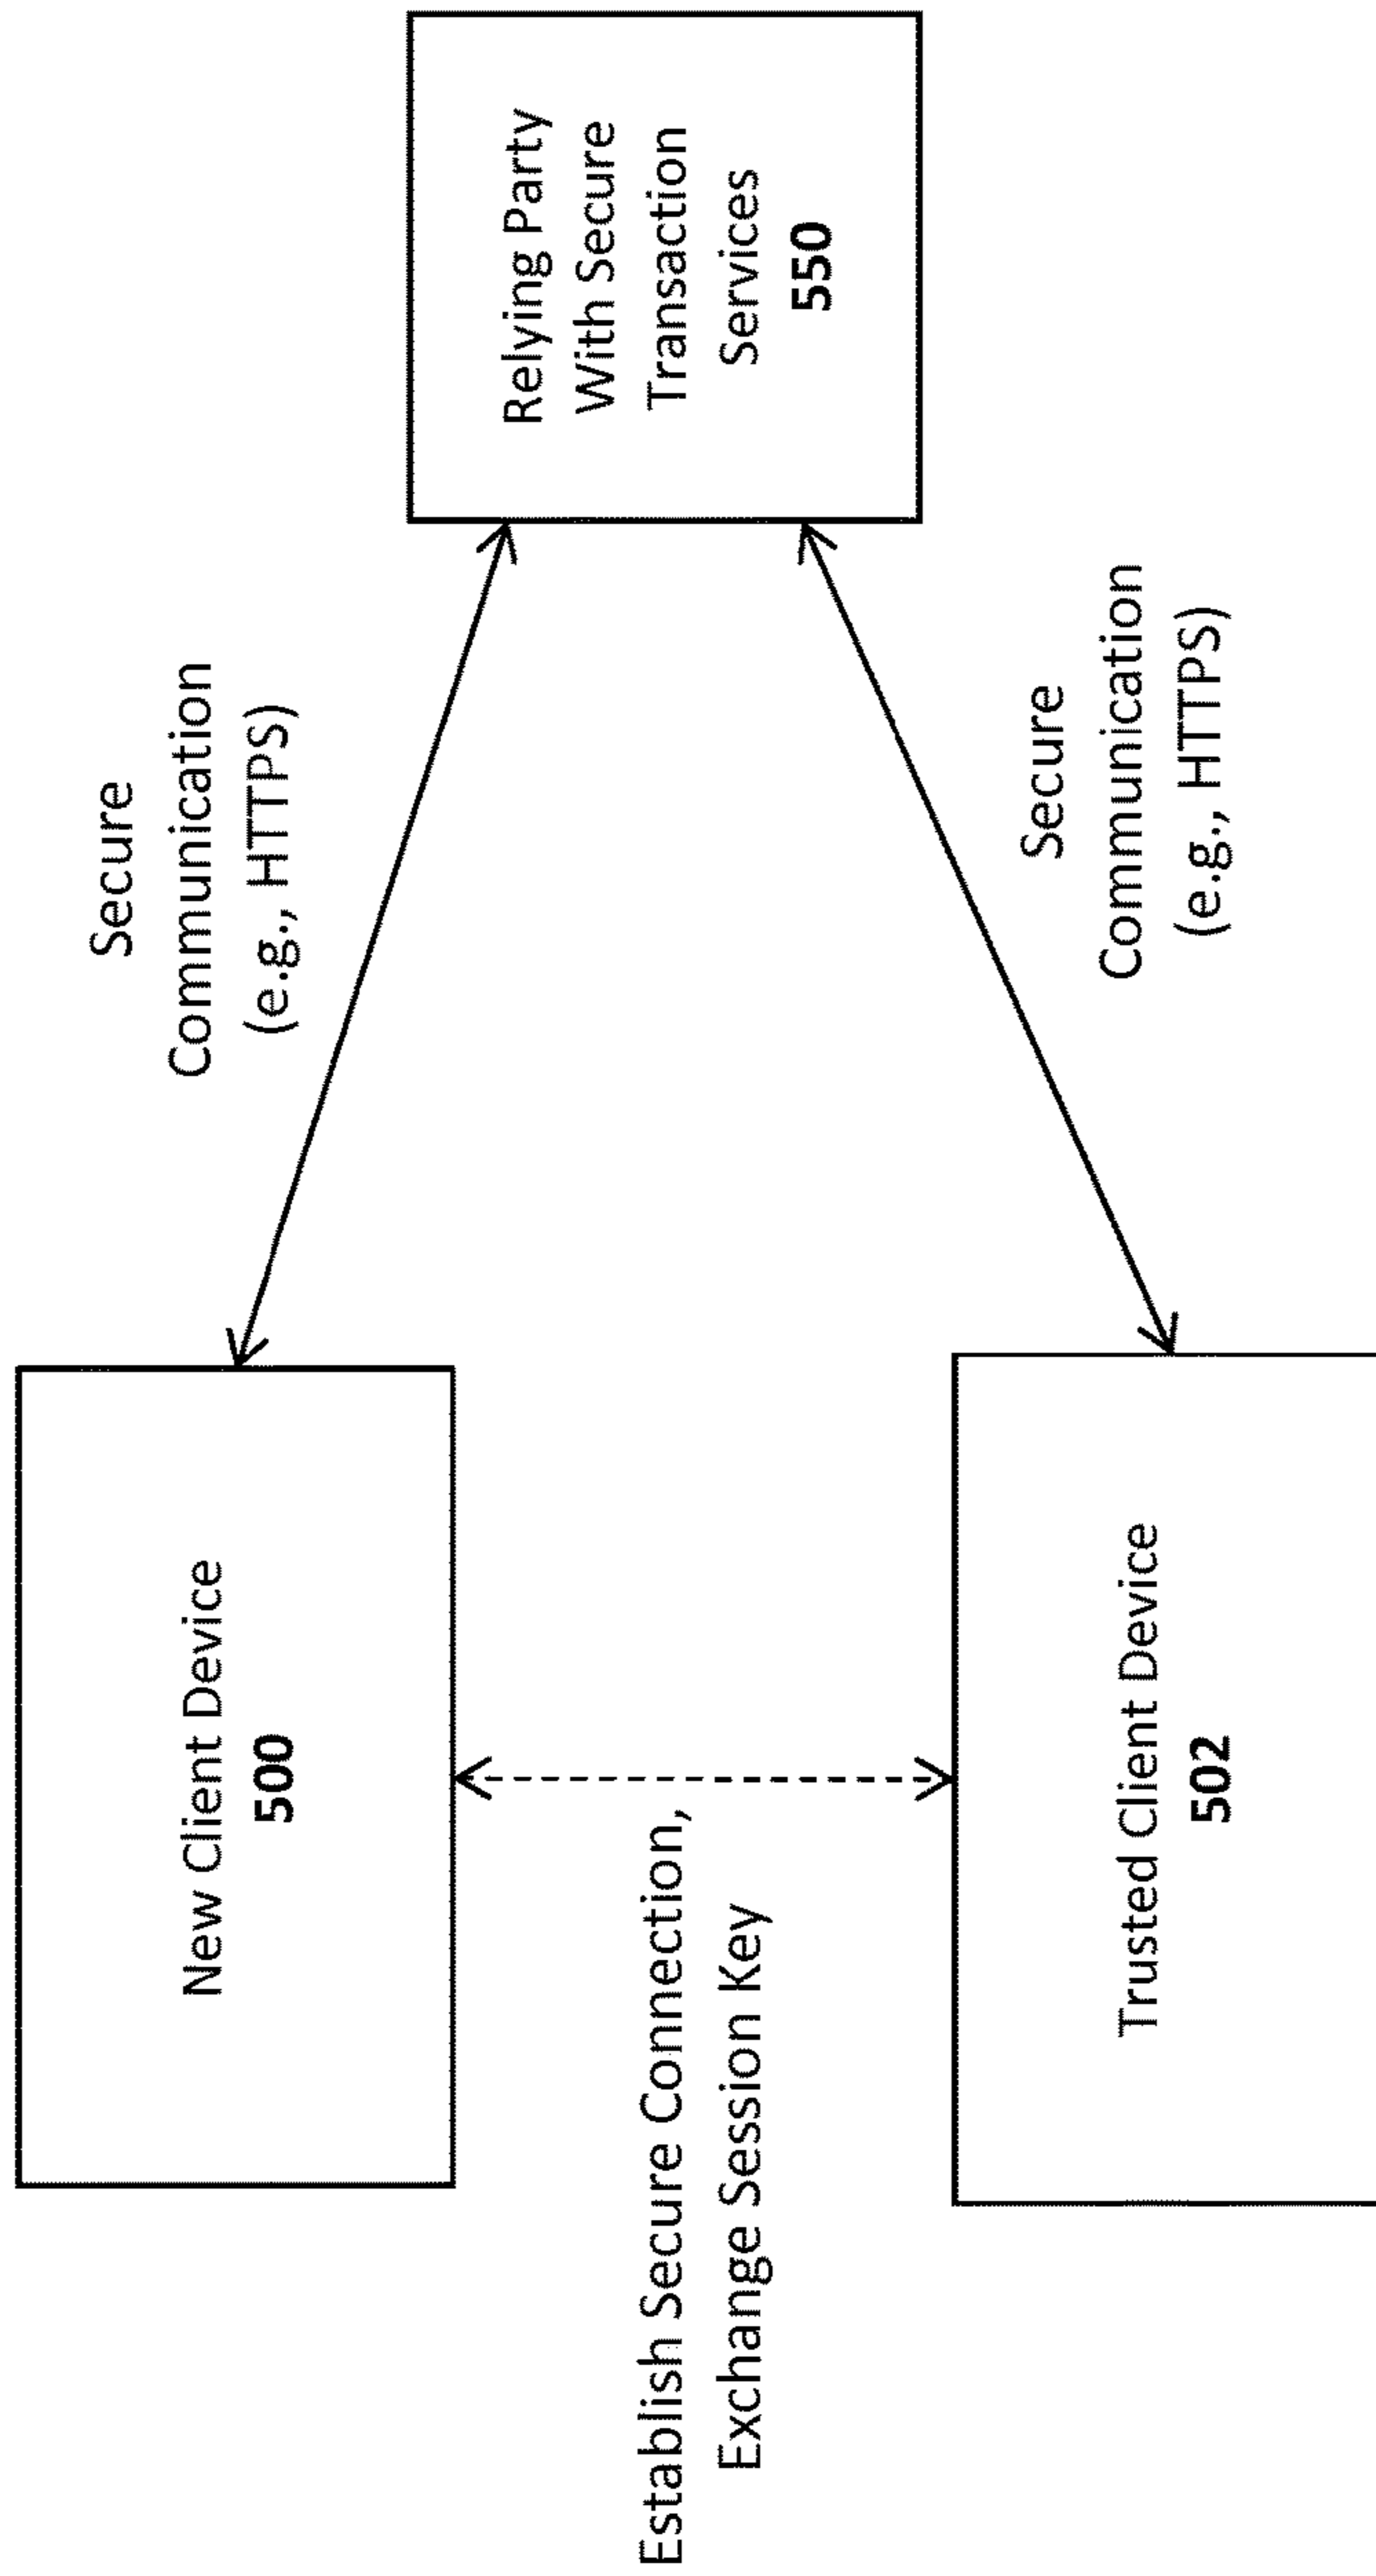 New Client Device
500
Secure
Communication
(e.g., HTTPS)
Relying Party
With Secure
Transaction
Services
550
Establish Secure Connection,
Exchange Session Key
Trusted Client Device
502
Secure
Communication
(e.g., HTTPS)